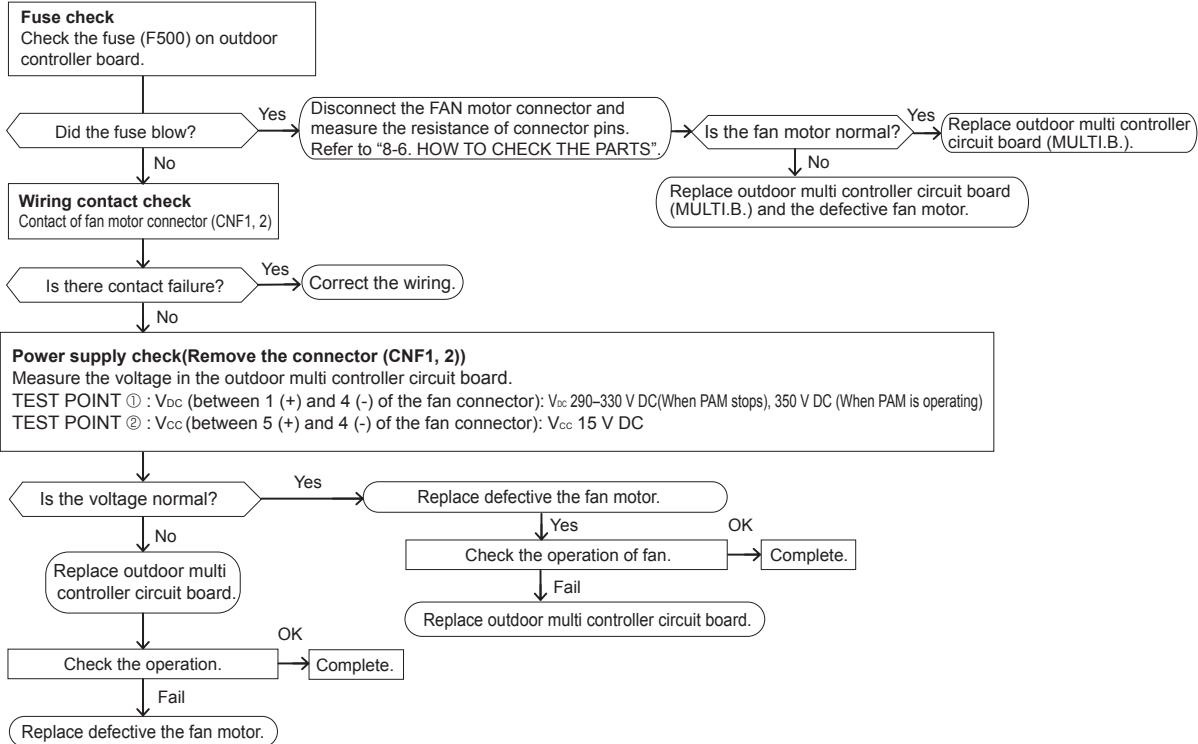 Fuse check
Check the fuse (F500) on outdoor
controller board.
Did the fuse blow?
Yes
Disconnect the FAN motor connector and
measure the resistance of connector pins.
Refer to “8-6. HOW TO CHECK THE PARTS”.
Is the fan motor normal?
Yes
Replace outdoor multi controller
circuit board (MULTI.B.).
No
Replace outdoor multi controller circuit board
(MULTI.B.) and the defective fan motor.
No
Wiring contact check
Contact of fan motor connector (CNF1, 2)
Is there contact failure?
Yes
Correct the wiring.
No
Power supply check(Remove the connector (CNF1, 2))
Measure the voltage in the outdoor multi controller circuit board.
TEST POINT ① : VDC (between 1 (+) and 4 (-) of the fan connector): VDC 290–330 V DC(When PAM stops), 350 V DC (When PAM is operating)
TEST POINT ② : VCC (between 5 (+) and 4 (-) of the fan connector): VCC 15 V DC
Is the voltage normal?
Yes
Replace defective the fan motor.
Yes
Check the operation of fan.
OK
Complete.
Fail
Replace outdoor multi controller circuit board.
No
Replace outdoor multi
controller circuit board.
Check the operation.
OK
Complete.
Fail
Replace defective the fan motor.